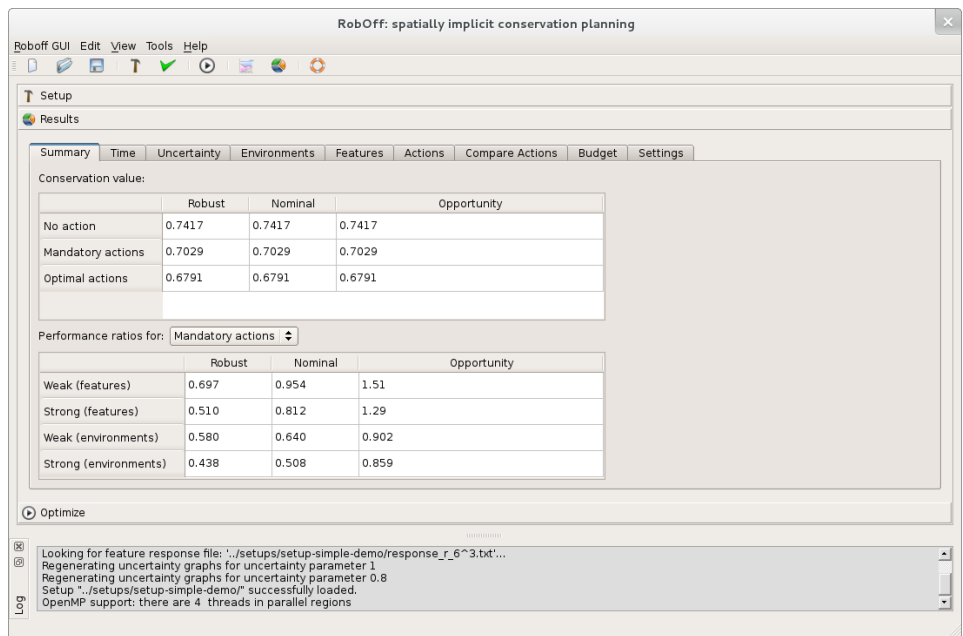 RobOff: spatially implicit conservation planning
Roboff GUI Edit View Tools Help
Setup
Results
Summary Time Uncertainty Environments Features Actions Compare Actions Budget Settings
Conservation value:
Robust Nominal Opportunity
No action 0.7417 0.7417 0.7417
Mandatory actions 0.7029 0.7029 0.7029
Optimal actions 0.6791 0.6791 0.6791
Performance ratios for: Mandatory actions
Robust Nominal Opportunity
Weak (features) 0.697 0.954 1.51
Strong (features) 0.510 0.812 1.29
Weak (environments) 0.580 0.640 0.902
Strong (environments) 0.438 0.508 0.859
Optimize
Log
Looking for feature response file: '../setups/setup-simple-demo/response_r_6^3.txt'...
Regenerating uncertainty graphs for uncertainty parameter 1
Regenerating uncertainty graphs for uncertainty parameter 0.8
Setup "../setups/setup-simple-demo/" successfully loaded.
OpenMP support: there are 4 threads in parallel regions